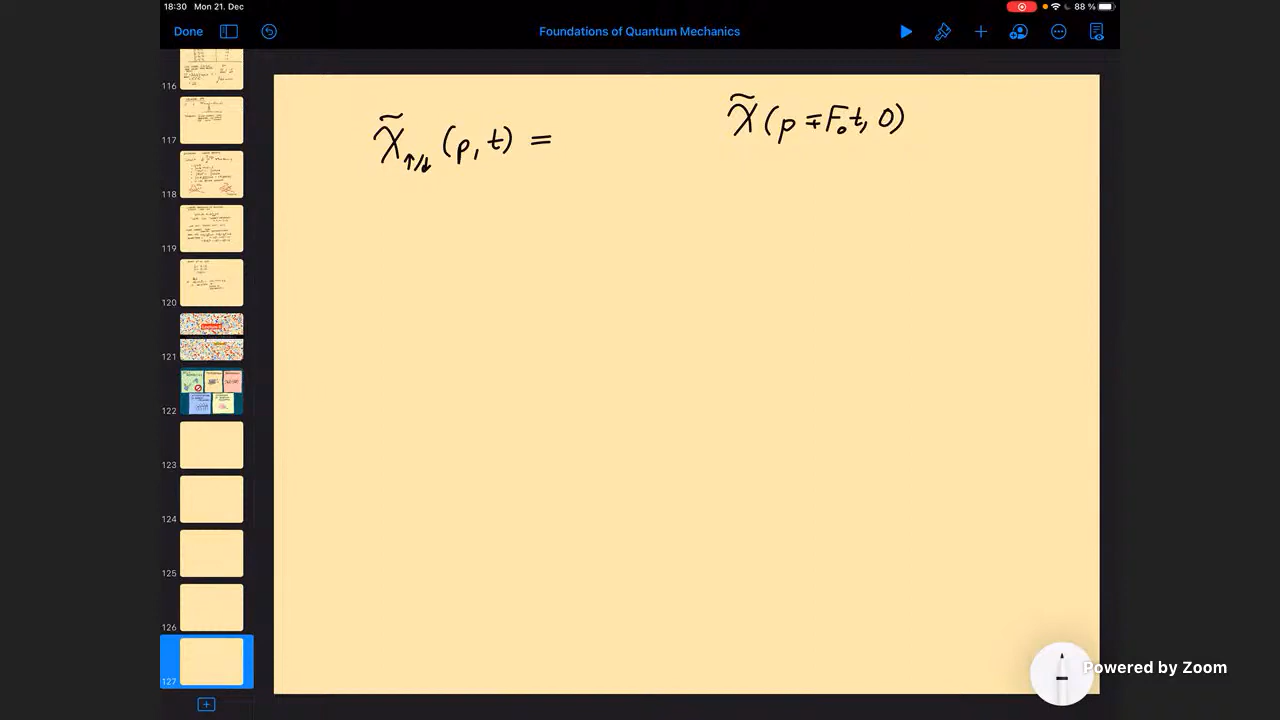 18:30 Mon 21. Dec
88 %
Done
Foundations of Quantum Mechanics
χ̃↑/↓ (p, t) = χ̃(p ∓ F₀t, 0)
116
117
118
119
120
121
122
123
124
125
126
127
Powered by Zoom